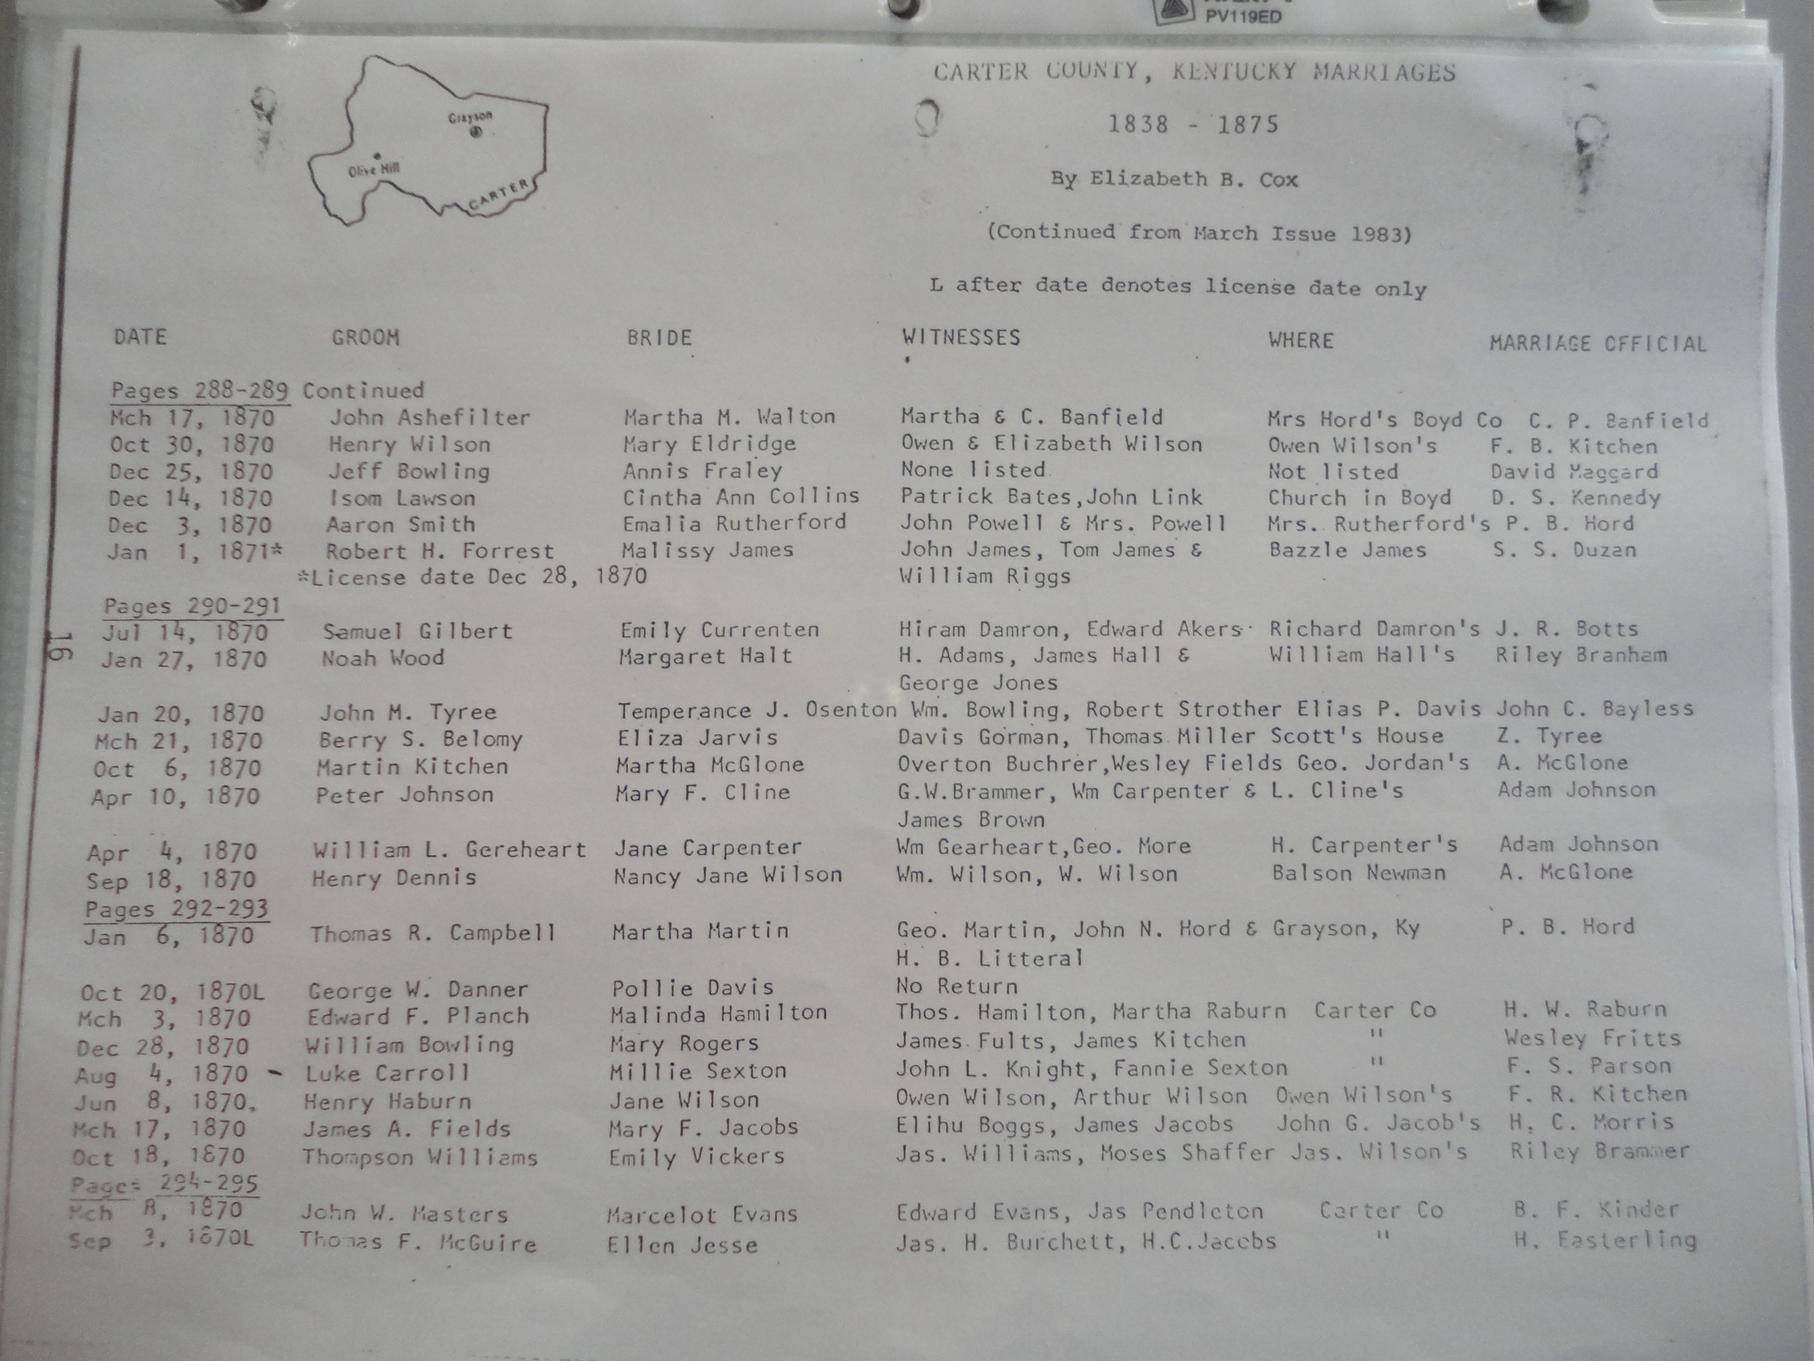 PV119ED
CARTER COUNTY, KENTUCKY MARRIAGES
Grayson
1838 - 1875
Olive Hill
By Elizabeth B. Cox
CARTER
(Continued from March Issue 1983)
L after date denotes license date only
DATE GROOM BRIDE WITNESSES WHERE MARRIAGE OFFICIAL
Pages 288-289 Continued
Mch 17, 1870 John Ashefilter Martha M. Walton Martha & C. Banfield Mrs Hord's Boyd Co C. P. Banfield
Oct 30, 1870 Henry Wilson Mary Eldridge Owen & Elizabeth Wilson Owen Wilson's F. B. Kitchen
Dec 25, 1870 Jeff Bowling Annis Fraley None listed Not listed David Maggard
Dec 14, 1870 Isom Lawson Cintha Ann Collins Patrick Bates,John Link Church in Boyd D. S. Kennedy
Dec 3, 1870 Aaron Smith Emalia Rutherford John Powell & Mrs. Powell Mrs. Rutherford's P. B. Hord
Jan 1, 1871* Robert H. Forrest Malissy James John James, Tom James & Bazzle James S. S. Duzan
*License date Dec 28, 1870 William Riggs
Pages 290-291
Jul 14, 1870 Samuel Gilbert Emily Currenten Hiram Damron, Edward Akers Richard Damron's J. R. Botts
16
Jan 27, 1870 Noah Wood Margaret Halt H. Adams, James Hall & William Hall's Riley Branham
George Jones
Jan 20, 1870 John M. Tyree Temperance J. Osenton Wm. Bowling, Robert Strother Elias P. Davis John C. Bayless
Mch 21, 1870 Berry S. Belomy Eliza Jarvis Davis Gorman, Thomas Miller Scott's House Z. Tyree
Oct 6, 1870 Martin Kitchen Martha McGlone Overton Buchrer,Wesley Fields Geo. Jordan's A. McGlone
Apr 10, 1870 Peter Johnson Mary F. Cline G.W.Brammer, Wm Carpenter & L. Cline's Adam Johnson
James Brown
Apr 4, 1870 William L. Gereheart Jane Carpenter Wm Gearheart,Geo. More H. Carpenter's Adam Johnson
Sep 18, 1870 Henry Dennis Nancy Jane Wilson Wm. Wilson, W. Wilson Balson Newman A. McGlone
Pages 292-293
Jan 6, 1870 Thomas R. Campbell Martha Martin Geo. Martin, John N. Hord & Grayson, Ky P. B. Hord
H. B. Litteral
Oct 20, 1870L George W. Danner Pollie Davis No Return
Mch 3, 1870 Edward F. Planch Malinda Hamilton Thos. Hamilton, Martha Raburn Carter Co H. W. Raburn
Dec 28, 1870 William Bowling Mary Rogers James Fults, James Kitchen " Wesley Fritts
Aug 4, 1870 - Luke Carroll Millie Sexton John L. Knight, Fannie Sexton " F. S. Parson
Jun 8, 1870. Henry Haburn Jane Wilson Owen Wilson, Arthur Wilson Owen Wilson's F. R. Kitchen
Mch 17, 1870 James A. Fields Mary F. Jacobs Elihu Boggs, James Jacobs John G. Jacob's H. C. Morris
Oct 18, 1870 Thompson Williams Emily Vickers Jas. Williams, Moses Shaffer Jas. Wilson's Riley Brammer
Pages 294-295
Mch 8, 1870 John W. Masters Marcelot Evans Edward Evans, Jas Pendleton Carter Co B. F. Kinder
Sep 3, 1870L Thomas F. McGuire Ellen Jesse Jas. H. Burchett, H.C.Jacobs " H. Easterling